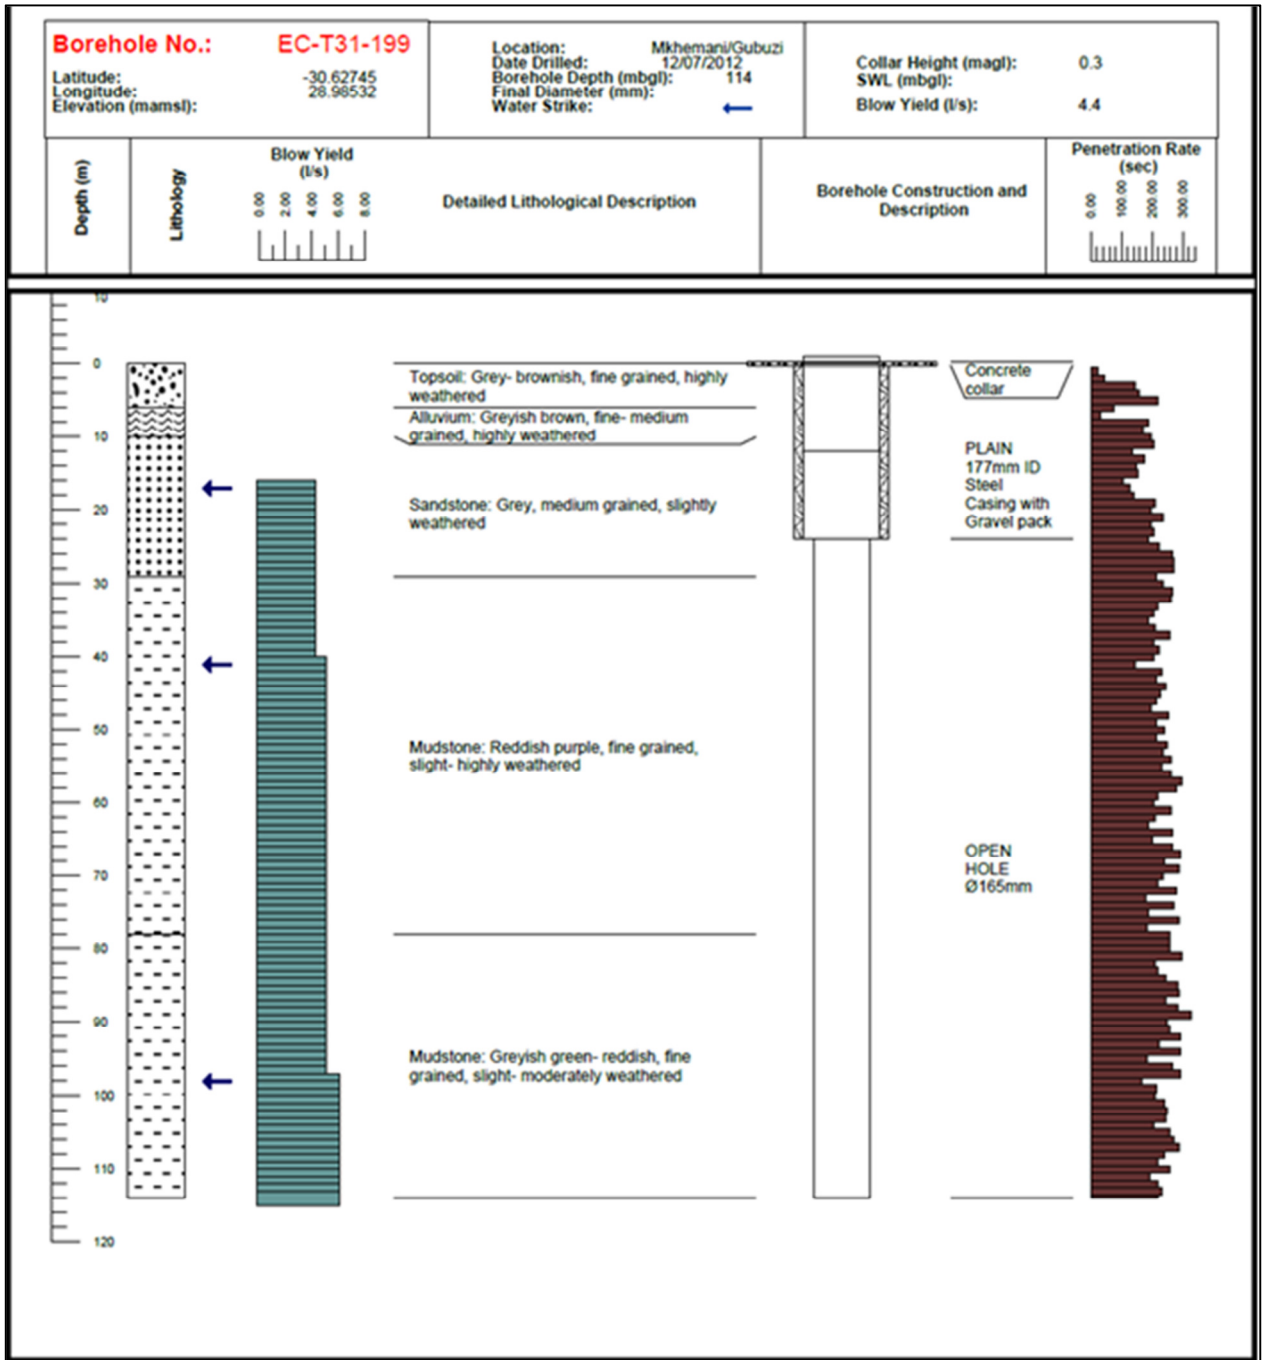 Borehole No.: EC-T31-199
Latitude: -30.62745
Longitude: 28.98532
Elevation (mamsl):
Location: Mkhemani/Gubuzi
Date Drilled: 12/07/2012
Borehole Depth (mbgl): 114
Final Diameter (mm):
Water Strike:
Collar Height (magl): 0.3
SWL (mbgl):
Blow Yield (l/s): 4.4
Depth (m)
Lithology
Blow Yield
(l/s)
0.00 2.00 4.00 6.00 8.00
Detailed Lithological Description
Borehole Construction and
Description
Penetration Rate
(sec)
0.00 100.00 200.00 300.00
10
0
10
20
30
40
50
60
70
80
90
100
110
120
Topsoil: Grey- brownish, fine grained, highly
weathered
Alluvium: Greyish brown, fine- medium
grained, highly weathered
Sandstone: Grey, medium grained, slightly
weathered
Mudstone: Reddish purple, fine grained,
slight- highly weathered
Mudstone: Greyish green- reddish, fine
grained, slight- moderately weathered
Concrete
collar
PLAIN
177mm ID
Steel
Casing with
Gravel pack
OPEN
HOLE
Ø165mm